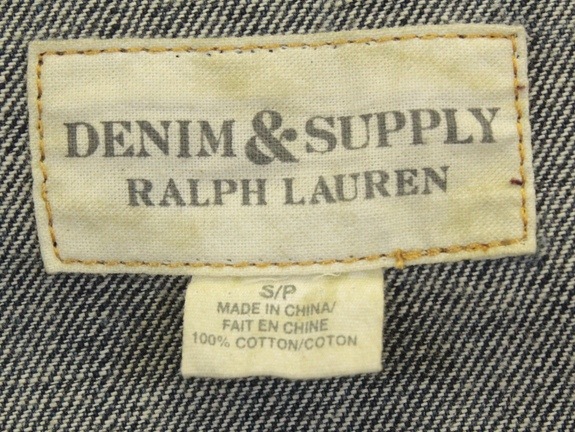 DENIM & SUPPLY
RALPH LAUREN
S/P
MADE IN CHINA/
FAIT EN CHINE
100% COTTON/COTON